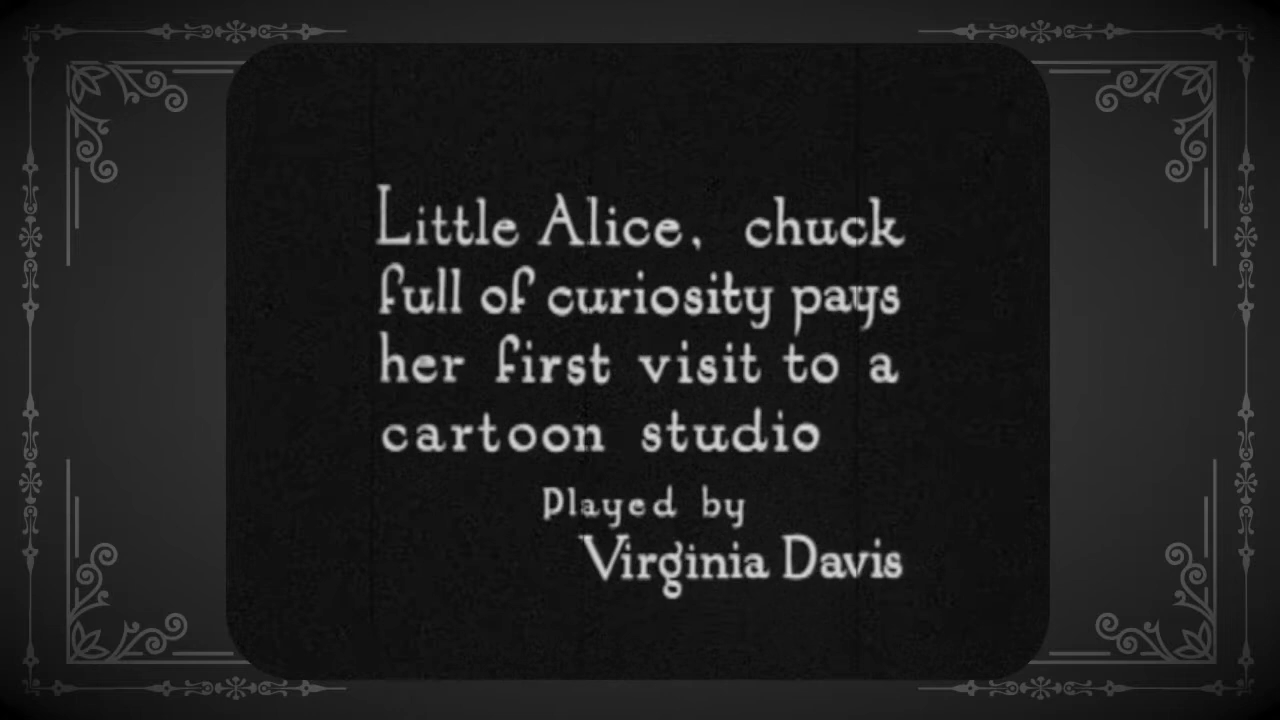 Little Alice, chuck
full of curiosity pays
her first visit to a
cartoon studio
Played by
Virginia Davis